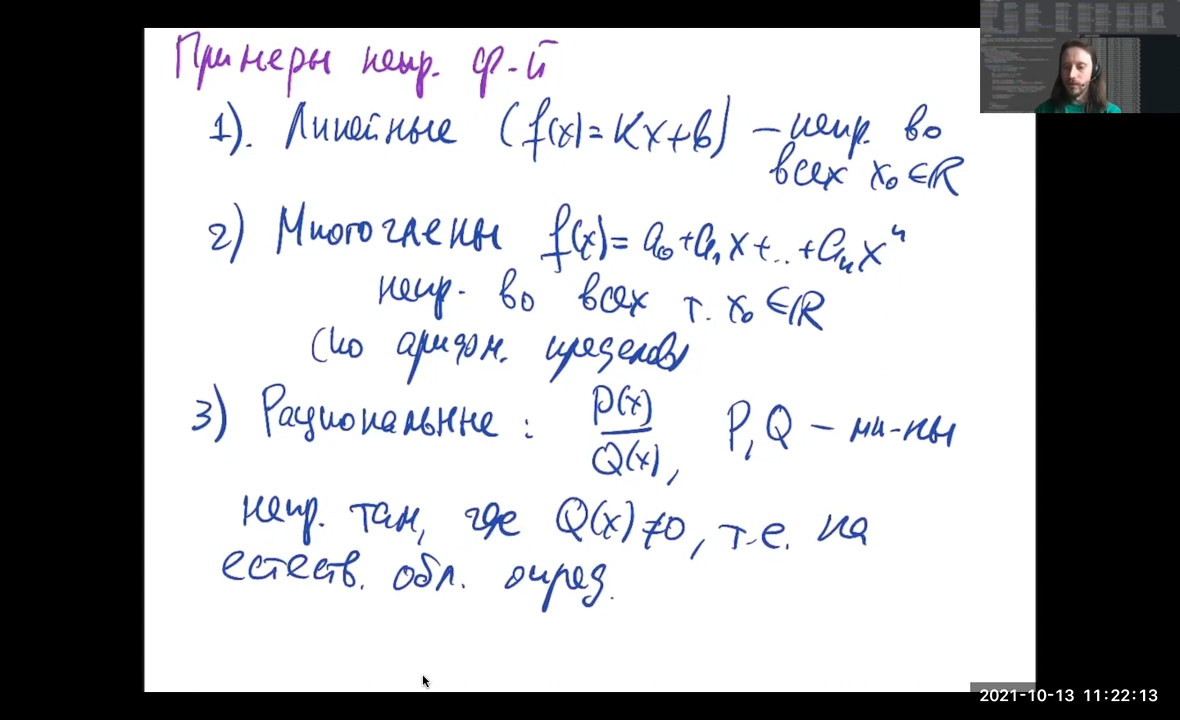 Примеры непр. ф-й
1). Линейные (f(x)=kx+b) – непр. во
всех x₀∈ℝ
2) Многочлены f(x)= a₀+a₁x+..+aₙxⁿ
непр. во всех т. x₀∈ℝ
(по арифм. пределов)
3) Рациональные : P(x)/Q(x), P, Q – мн-ны
непр. там, где Q(x)≠0, т.е. на
естеств. обл. опред.
2021-10-13 11:22:13